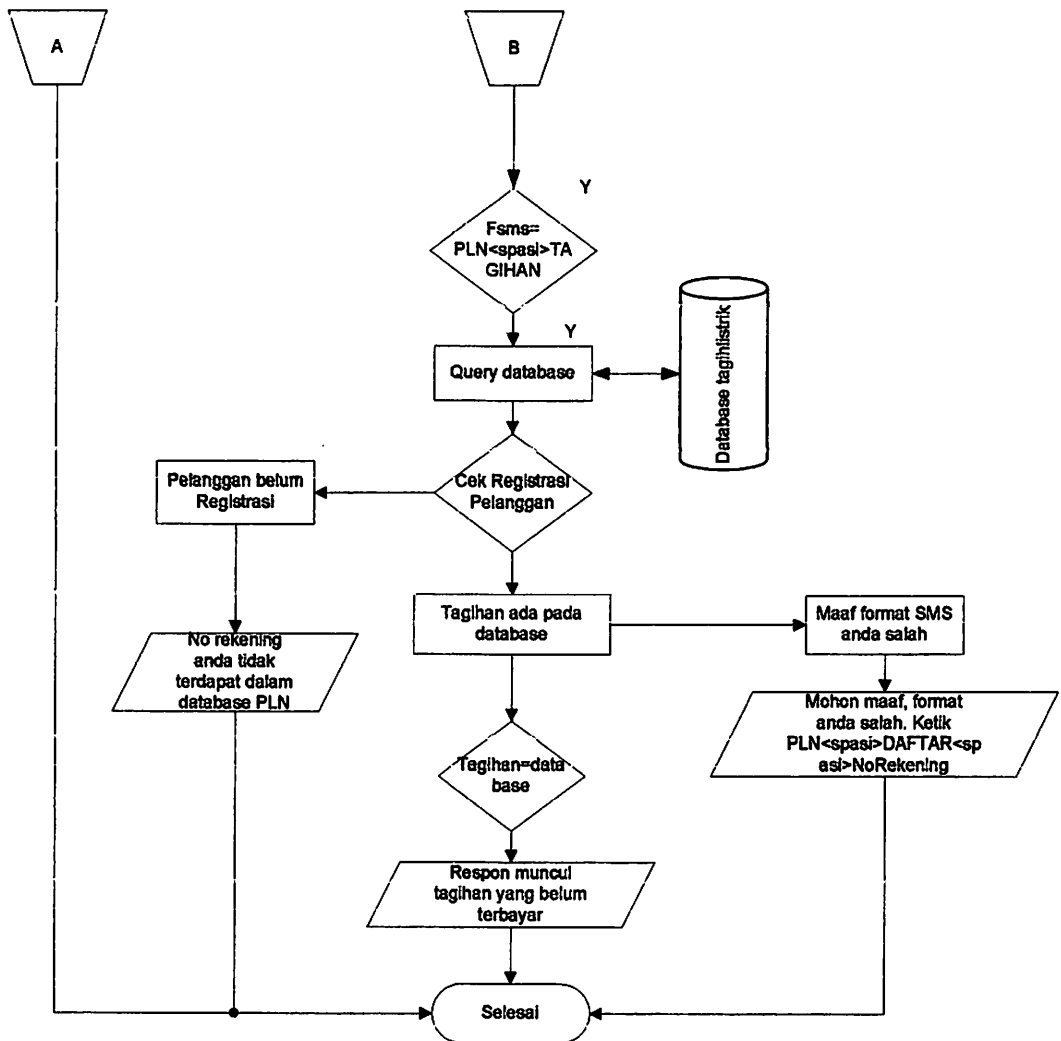 A
B
Y
Fsms=
PLN<spasi>TA
GIHAN
Y
Query database
Database tagihlistrik
Cek Registrasi
Pelanggan
Pelanggan belum
Registrasi
Tagihan ada pada
database
Maaf format SMS
anda salah
No rekening
anda tidak
terdapat dalam
database PLN
Mohon maaf, format
anda salah. Ketik
PLN<spasi>DAFTAR<sp
asi>NoRekening
Tagihan=data
base
Respon muncul
tagihan yang belum
terbayar
Selesai